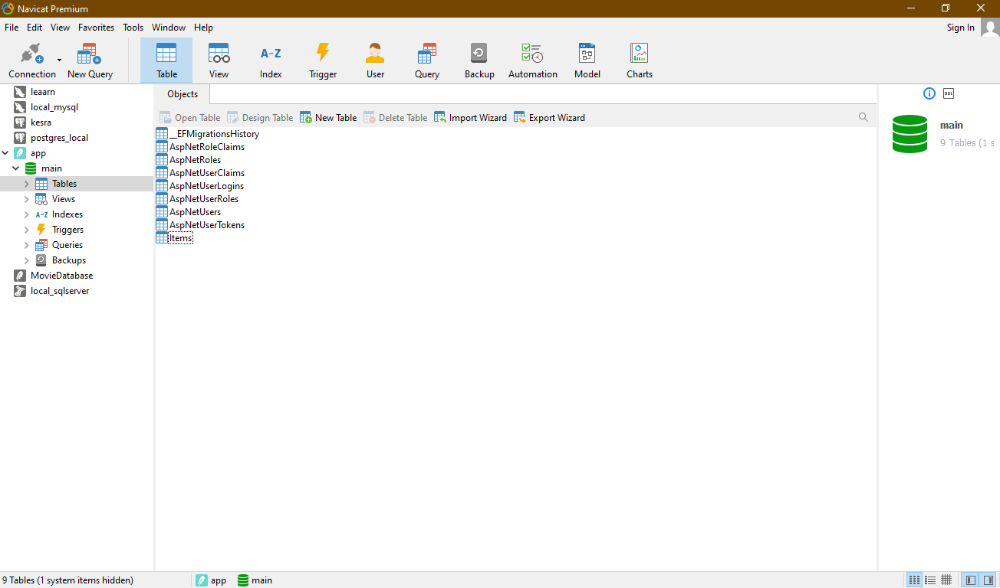 Navicat Premium
File Edit View Favorites Tools Window Help Sign In
Connection New Query Table View A-Z Index Trigger User Query Backup Automation Model Charts
leaarn
local_mysql
kesra
postgres_local
app
main
Tables
Views
A-Z Indexes
Triggers
Queries
Backups
MovieDatabase
local_sqlserver
Objects
Open Table Design Table New Table Delete Table Import Wizard Export Wizard
__EFMigrationsHistory
AspNetRoleClaims
AspNetRoles
AspNetUserClaims
AspNetUserLogins
AspNetUserRoles
AspNetUsers
AspNetUserTokens
Items
DDL
main
9 Tables (1 s
9 Tables (1 system items hidden) app main